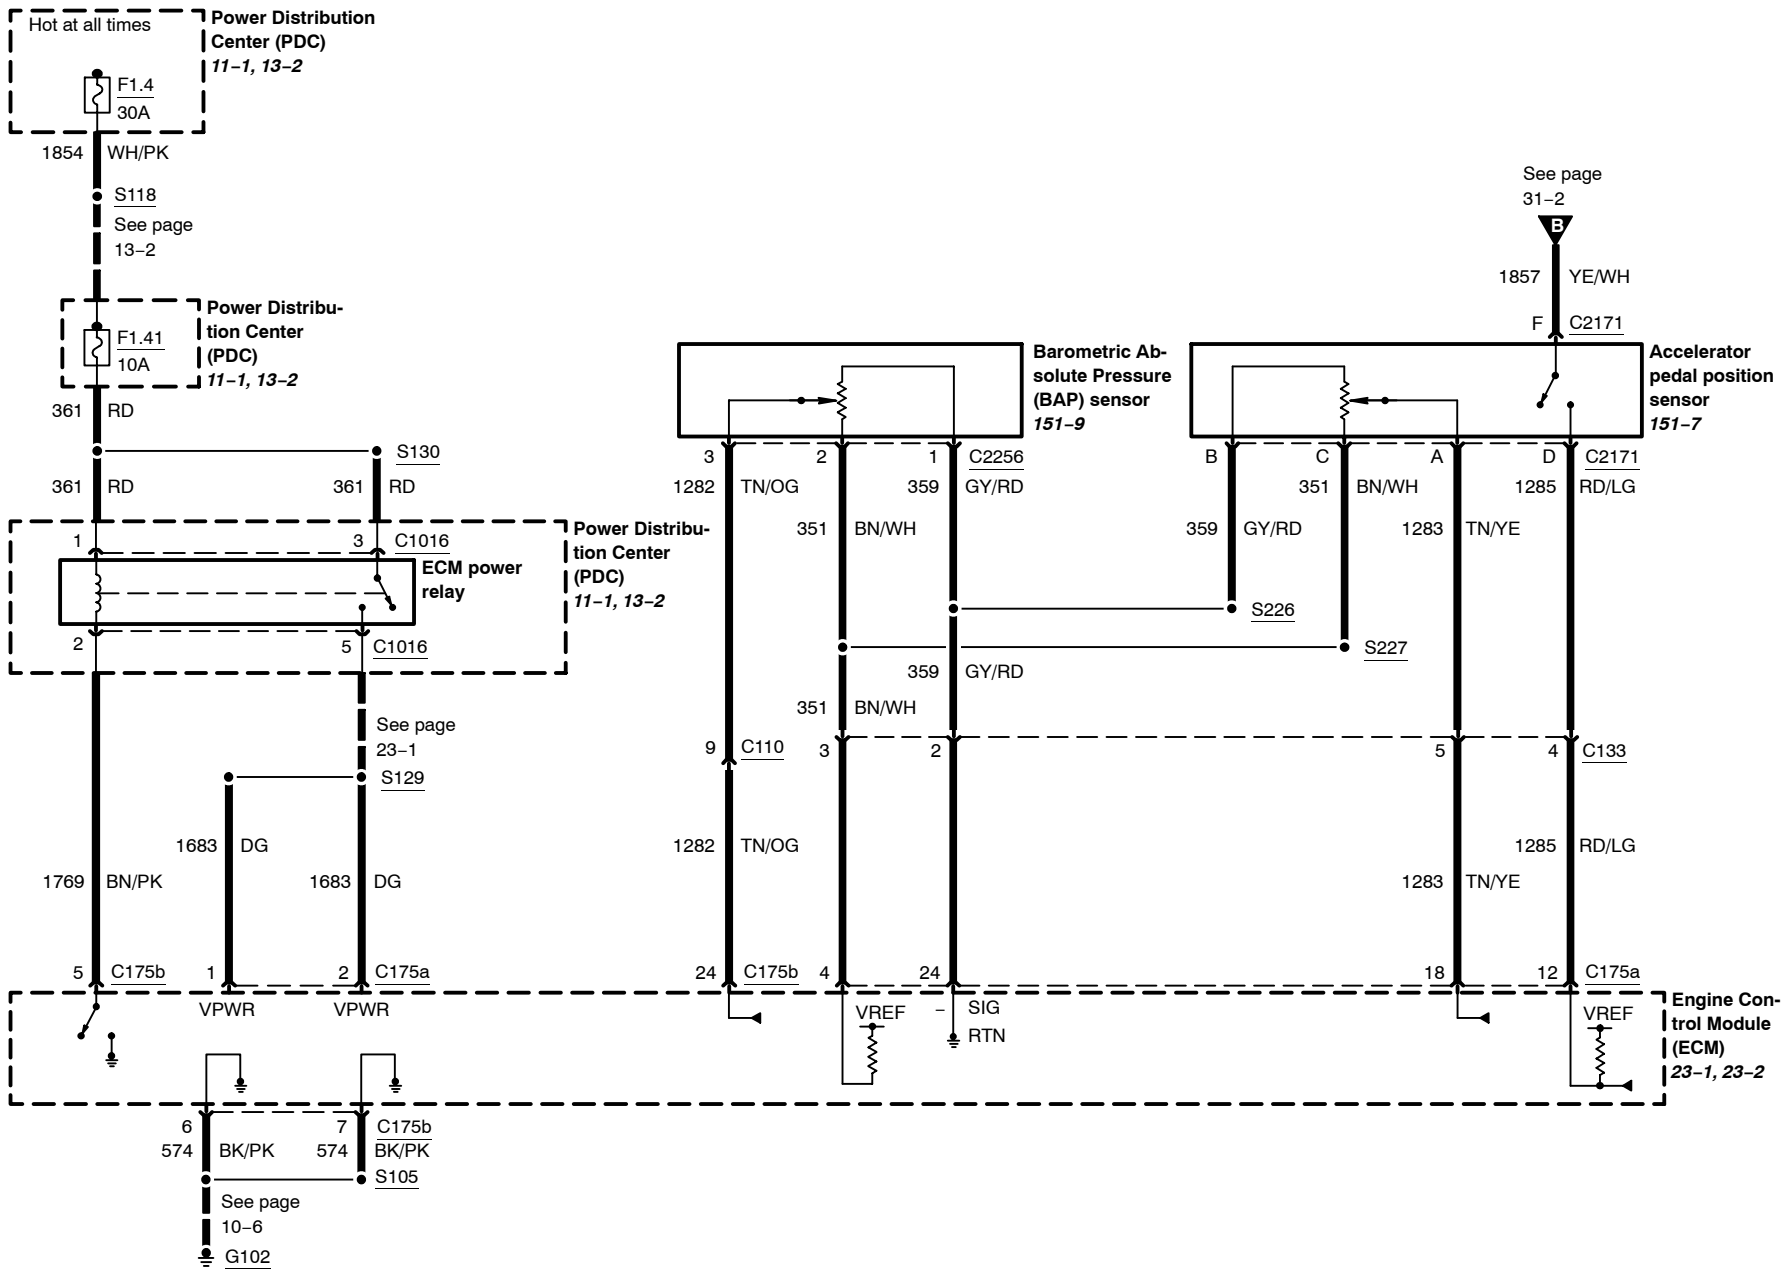 Hot at all times
Power Distribution
Center (PDC)
11−1, 13−2
F1.4
30A
1854 WH/PK
S118
See page
13−2
Power Distribu-
tion Center
(PDC)
11−1, 13−2
F1.41
10A
361 RD
S130
361 RD
361 RD
1
3 C1016
ECM power
relay
Power Distribu-
tion Center
(PDC)
11−1, 13−2
2
5 C1016
See page
23−1
S129
1683 DG
1769 BN/PK
1683 DG
5 C175b
1
2 C175a
VPWR
VPWR
6
7 C175b
574 BK/PK
574 BK/PK
S105
See page
10−6
G102
Barometric Ab-
solute Pressure
(BAP) sensor
151−9
3
2
1 C2256
1282 TN/OG
359 GY/RD
351 BN/WH
359 GY/RD
351 BN/WH
9 C110
3
2
1282 TN/OG
24 C175b
4
24
VREF
−
SIG
RTN
See page
31−2
B
1857 YE/WH
F C2171
Accelerator
pedal position
sensor
151−7
B
C
A
D C2171
351 BN/WH
1285 RD/LG
359 GY/RD
1283 TN/YE
S226
S227
5
4 C133
1285 RD/LG
1283 TN/YE
18
12 C175a
VREF
Engine Con-
trol Module
(ECM)
23−1, 23−2